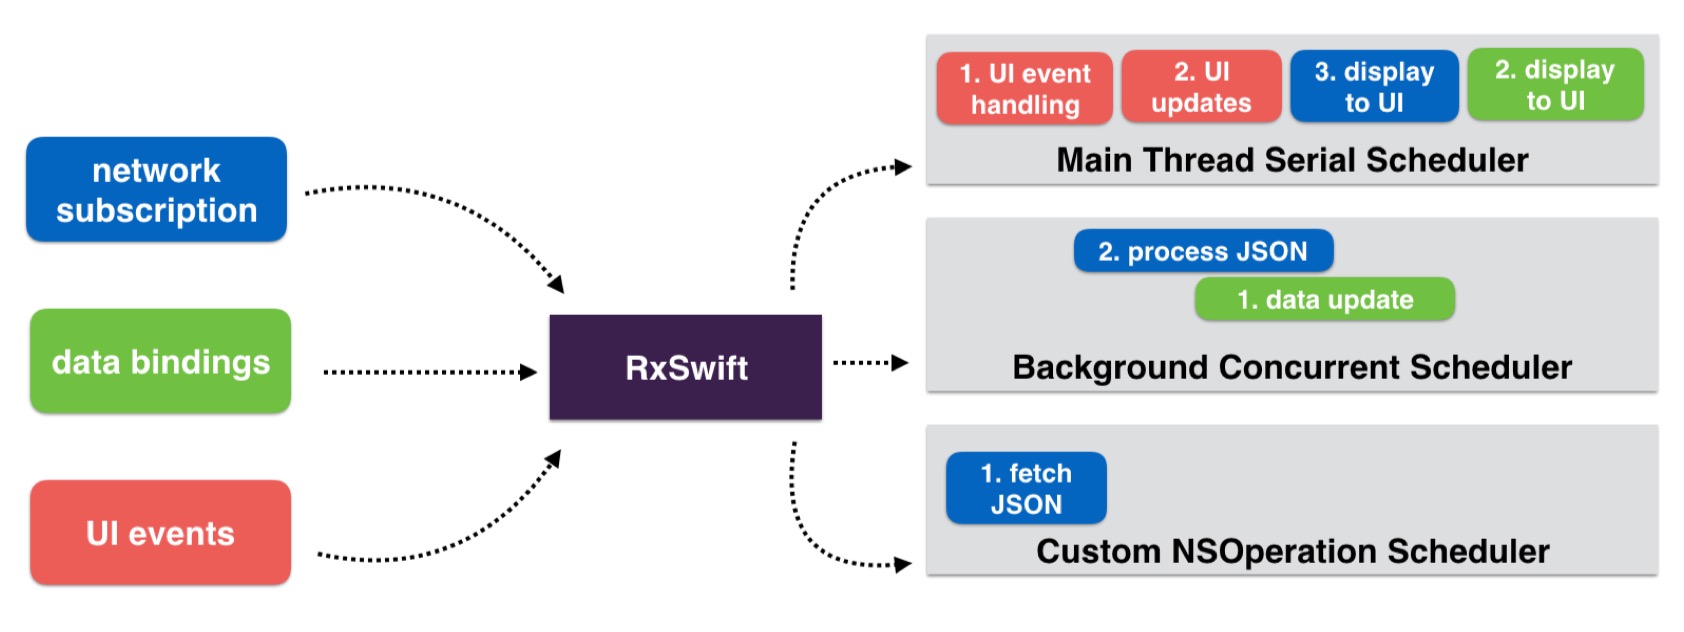 network
subscription
data bindings
UI events
RxSwift
1. UI event
handling
2. UI
updates
3. display
to UI
2. display
to UI
Main Thread Serial Scheduler
2. process JSON
1. data update
Background Concurrent Scheduler
1. fetch
JSON
Custom NSOperation Scheduler